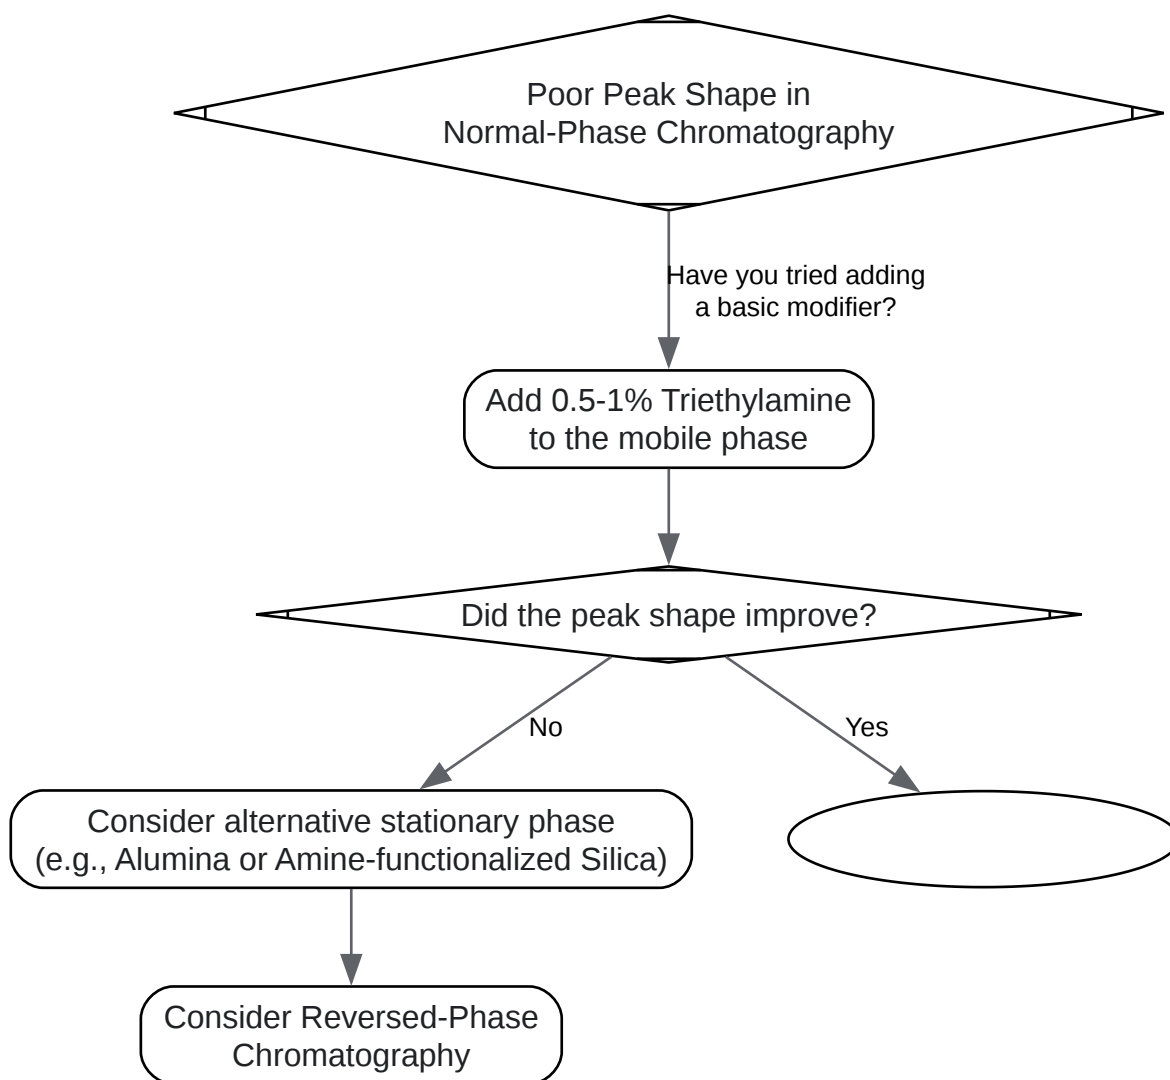 Poor Peak Shape in
Normal-Phase Chromatography
Have you tried adding
a basic modifier?
Add 0.5-1% Triethylamine
to the mobile phase
Did the peak shape improve?
No
Yes
Consider alternative stationary phase
(e.g., Alumina or Amine-functionalized Silica)
Consider Reversed-Phase
Chromatography